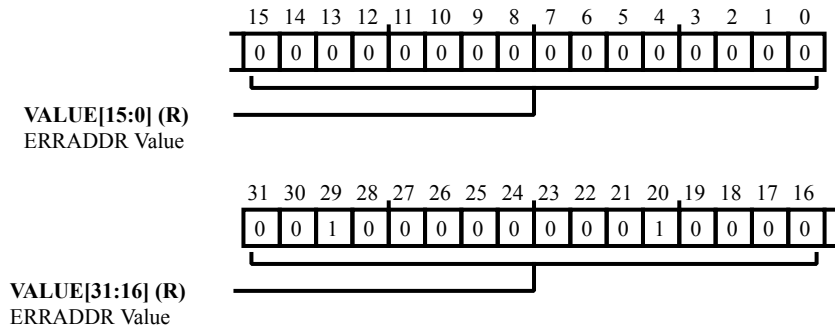 15 14 13 12 11 10 9 8 7 6 5 4 3 2 1 0
0 0 0 0 0 0 0 0 0 0 0 0 0 0 0 0
VALUE[15:0] (R)
ERRADDR Value
31 30 29 28 27 26 25 24 23 22 21 20 19 18 17 16
0 0 1 0 0 0 0 0 0 0 0 1 0 0 0 0
VALUE[31:16] (R)
ERRADDR Value